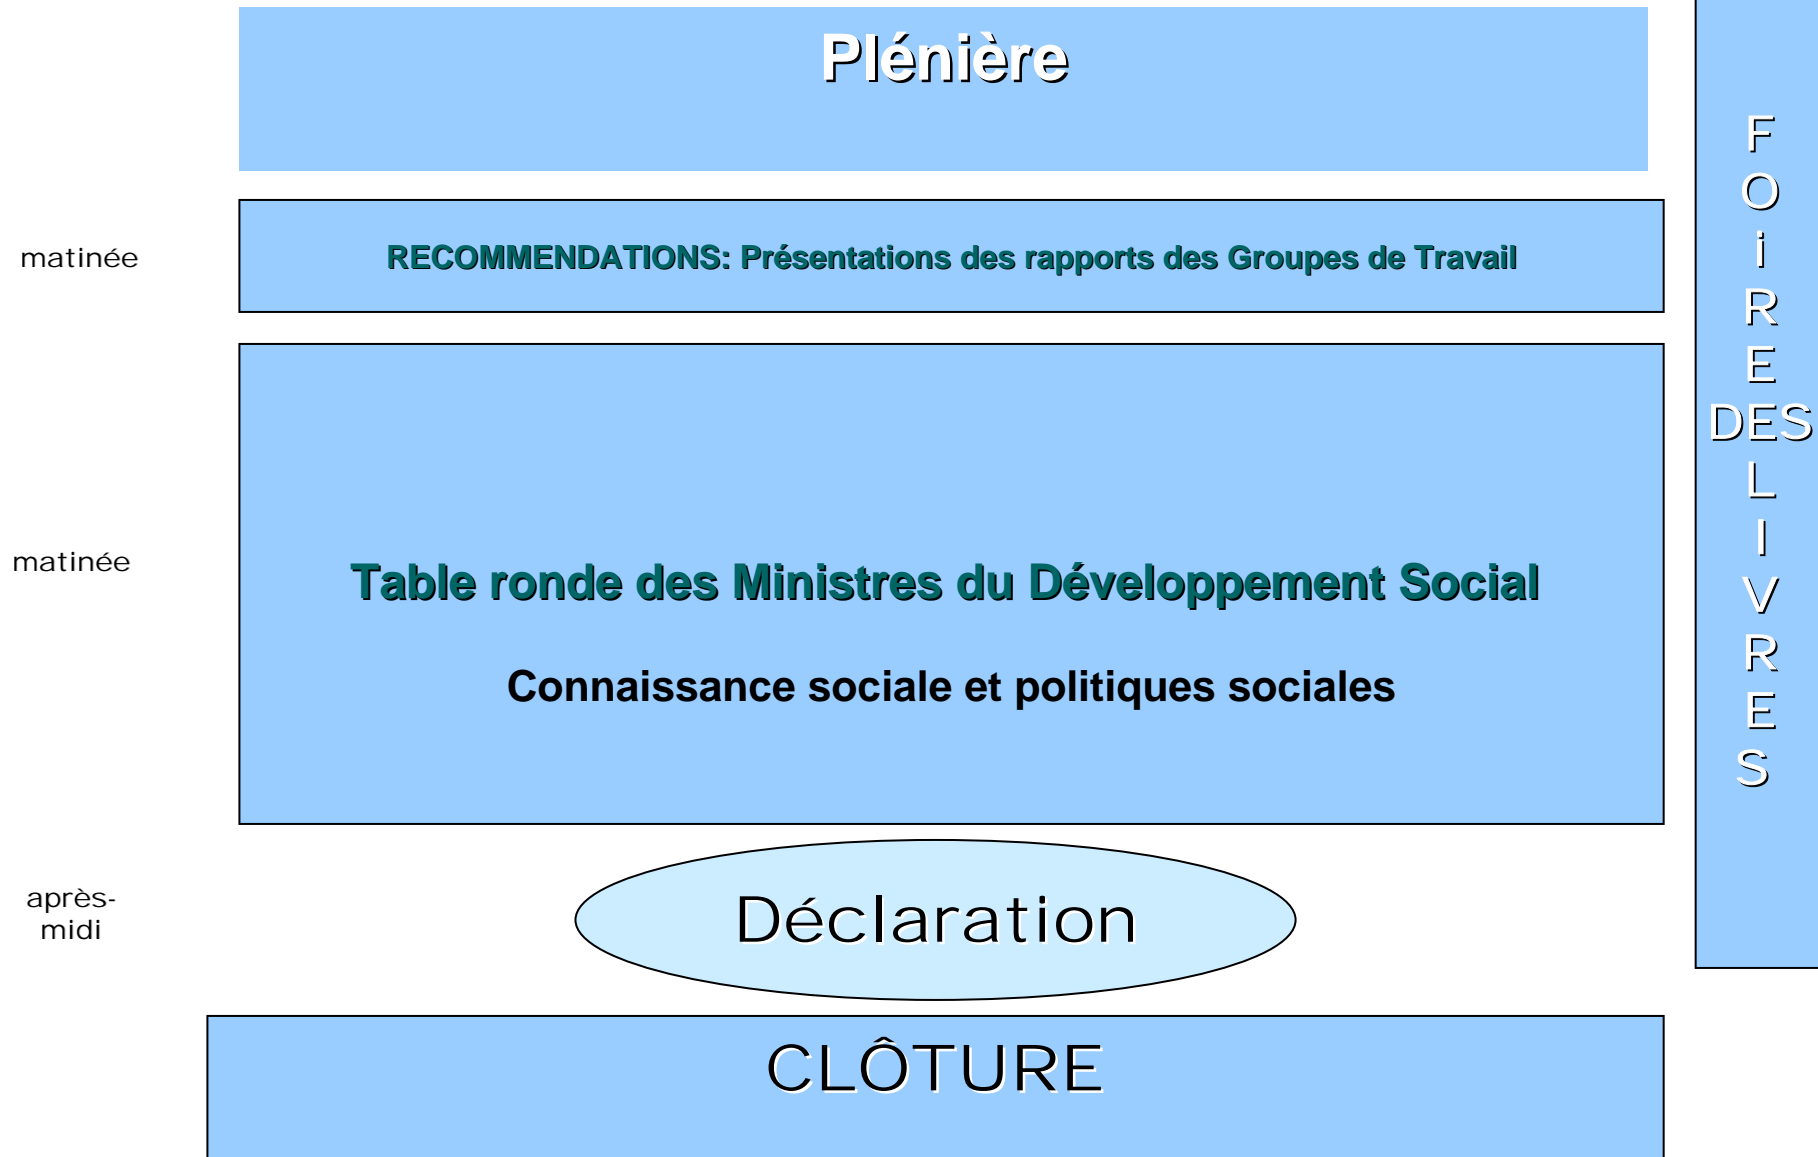 Plénière
matinée
RECOMMENDATIONS: Présentations des rapports des Groupes de Travail
matinée
Table ronde des Ministres du Développement Social
Connaissance sociale et politiques sociales
après-
midi
Déclaration
CLÔTURE
F
O
i
R
E
DES
L
I
V
R
E
S